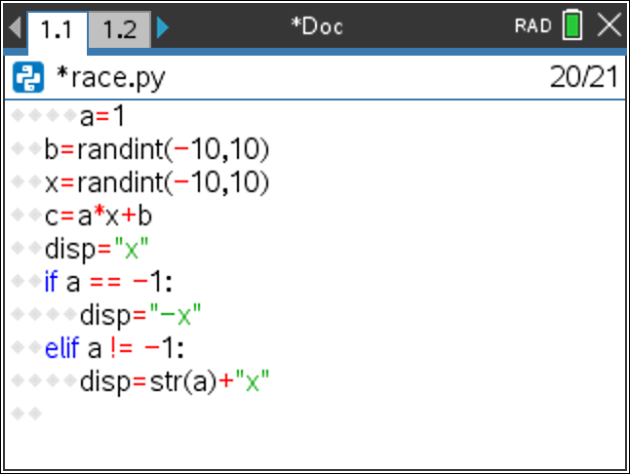 1.1 1.2 *Doc RAD
*race.py 20/21
a=1
b=randint(-10,10)
x=randint(-10,10)
c=a*x+b
disp="x"
if a == -1:
disp="-x"
elif a != -1:
disp=str(a)+"x"